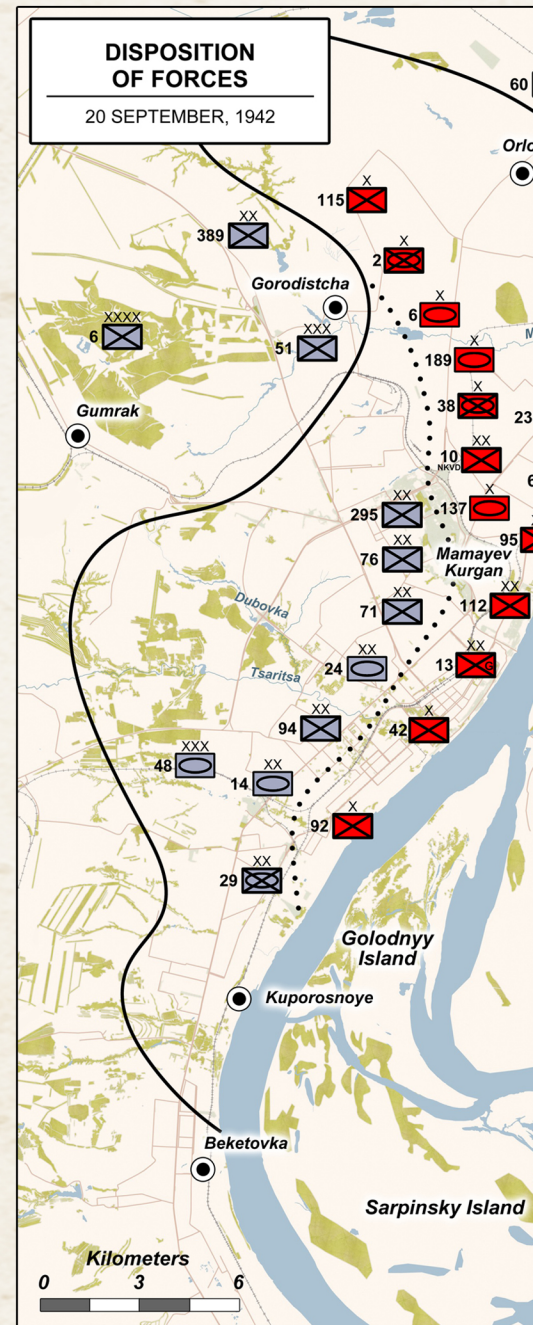 DISPOSITION
OF FORCES
20 SEPTEMBER, 1942
60
Orlo
X
115
XX
389
X
2
Gorodistcha
X
6
XXXX
6
XXX
51
M
X
189
Gumrak
X
38
23
XX
10
NKVD
6
X
137
XX
295
95
Mamayev
Kurgan
XX
76
XX
112
Dubovka
XX
71
Tsaritsa
XX
24
XX
13
G
XX
94
X
42
XXX
48
XX
14
X
92
XX
29
Golodnyy
Island
Kuporosnoye
Beketovka
Sarpinsky Island
Kilometers
0 3 6